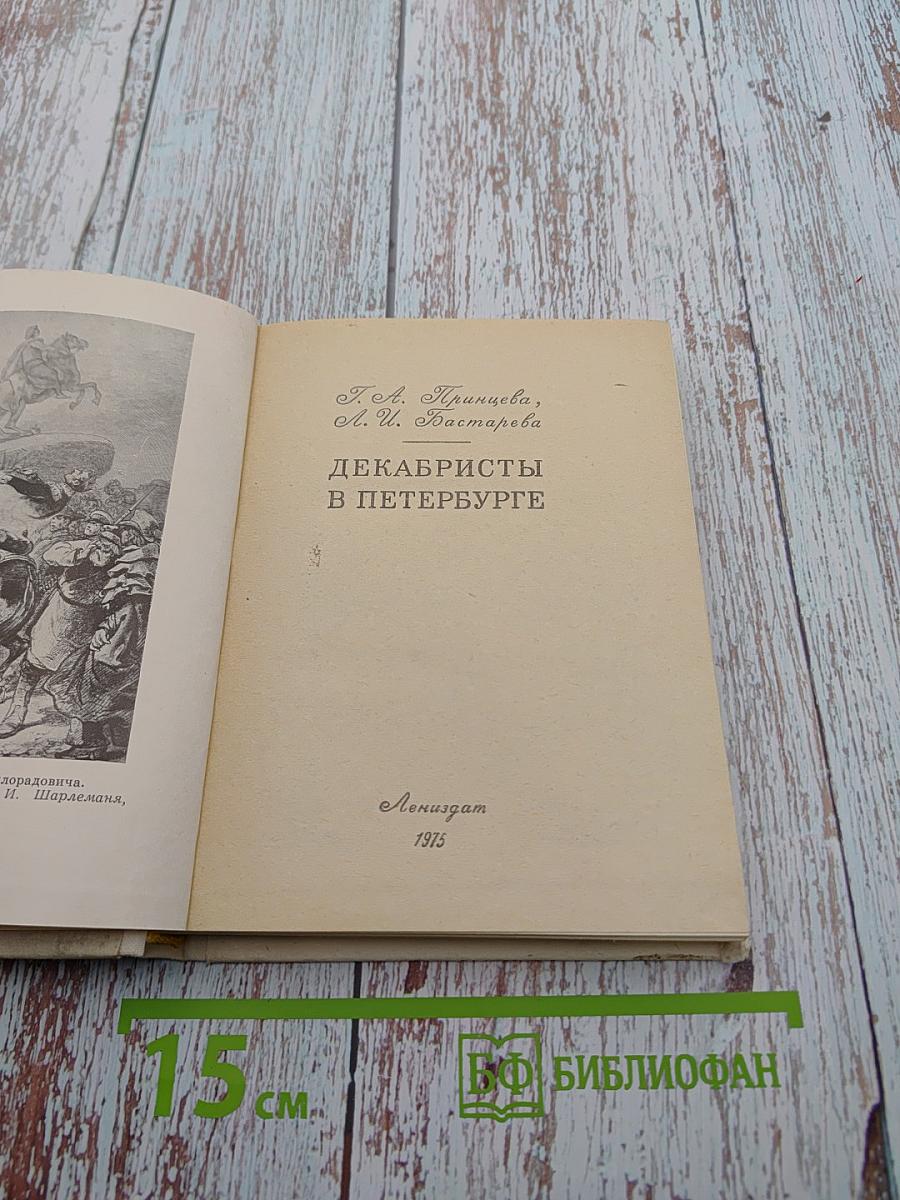 лорадовича.
И. Шарлеманя,
Г. А. Принцева,
Л. И. Бастарева
ДЕКАБРИСТЫ
В ПЕТЕРБУРГЕ
Лениздат
1975
15 см
БФ БИБЛИОФАН